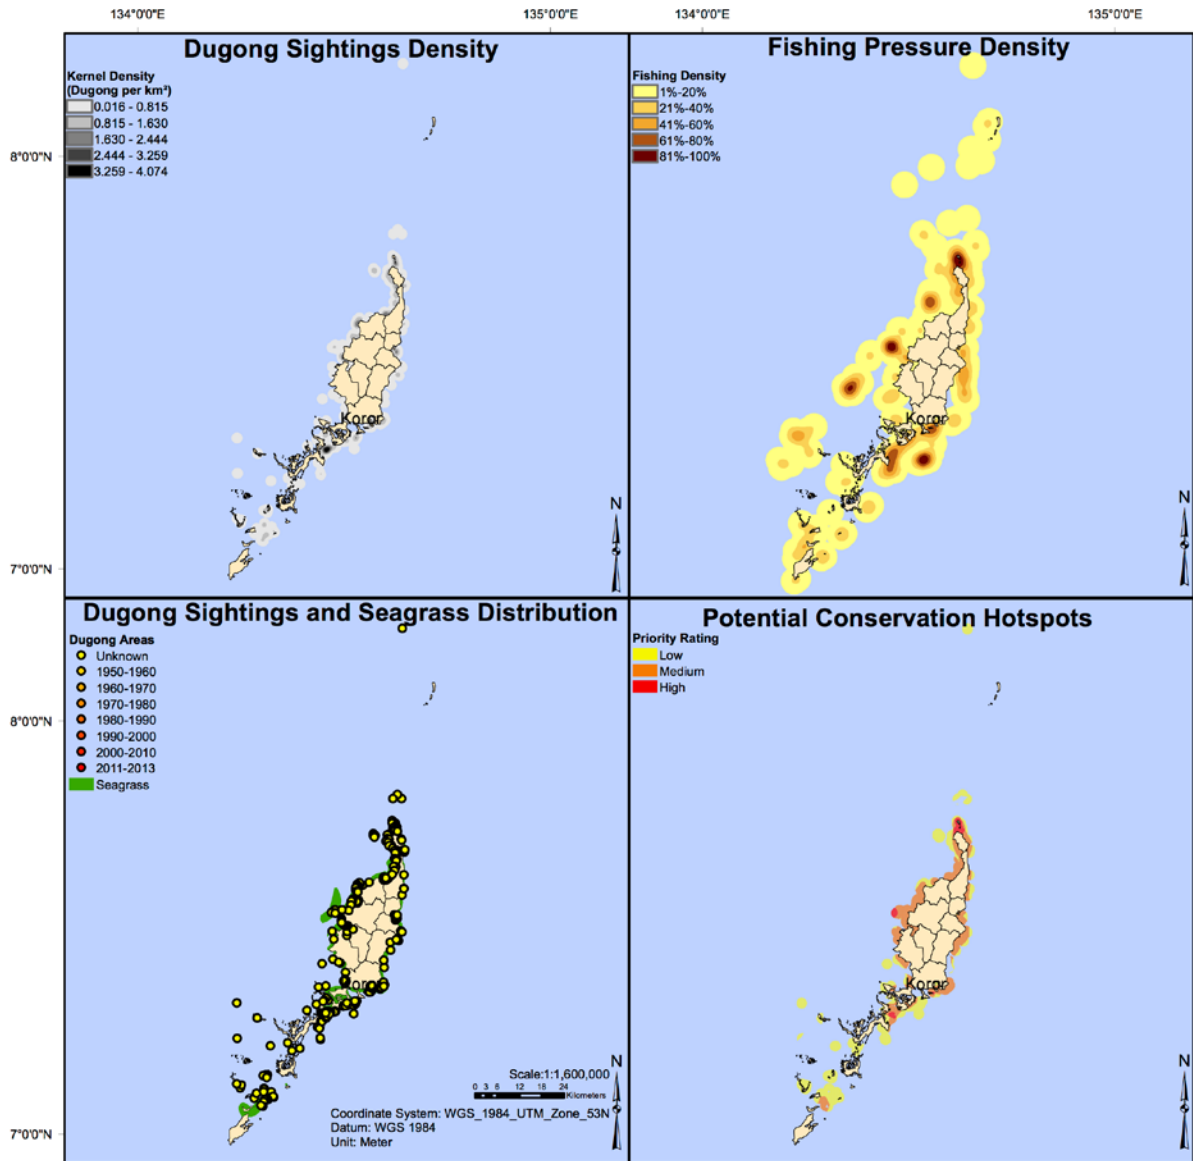 134°0'0"E
135°0'0"E
134°0'0"E
135°0'0"E
Dugong Sightings Density
Kernel Density
(Dugong per km²)
0.016 - 0.815
0.815 - 1.630
1.630 - 2.444
2.444 - 3.259
3.259 - 4.074
8°0'0"N
Koror
N
7°0'0"N
Fishing Pressure Density
Fishing Density
1%-20%
21%-40%
41%-60%
61%-80%
81%-100%
Koror
N
Dugong Sightings and Seagrass Distribution
Dugong Areas
Unknown
1950-1960
1960-1970
1970-1980
1980-1990
1990-2000
2000-2010
2011-2013
Seagrass
8°0'0"N
Koror
N
Scale:1:1,600,000
0 3 6 12 18 24
Kilometers
Coordinate System: WGS_1984_UTM_Zone_53N
Datum: WGS 1984
Unit: Meter
7°0'0"N
Potential Conservation Hotspots
Priority Rating
Low
Medium
High
Koror
N